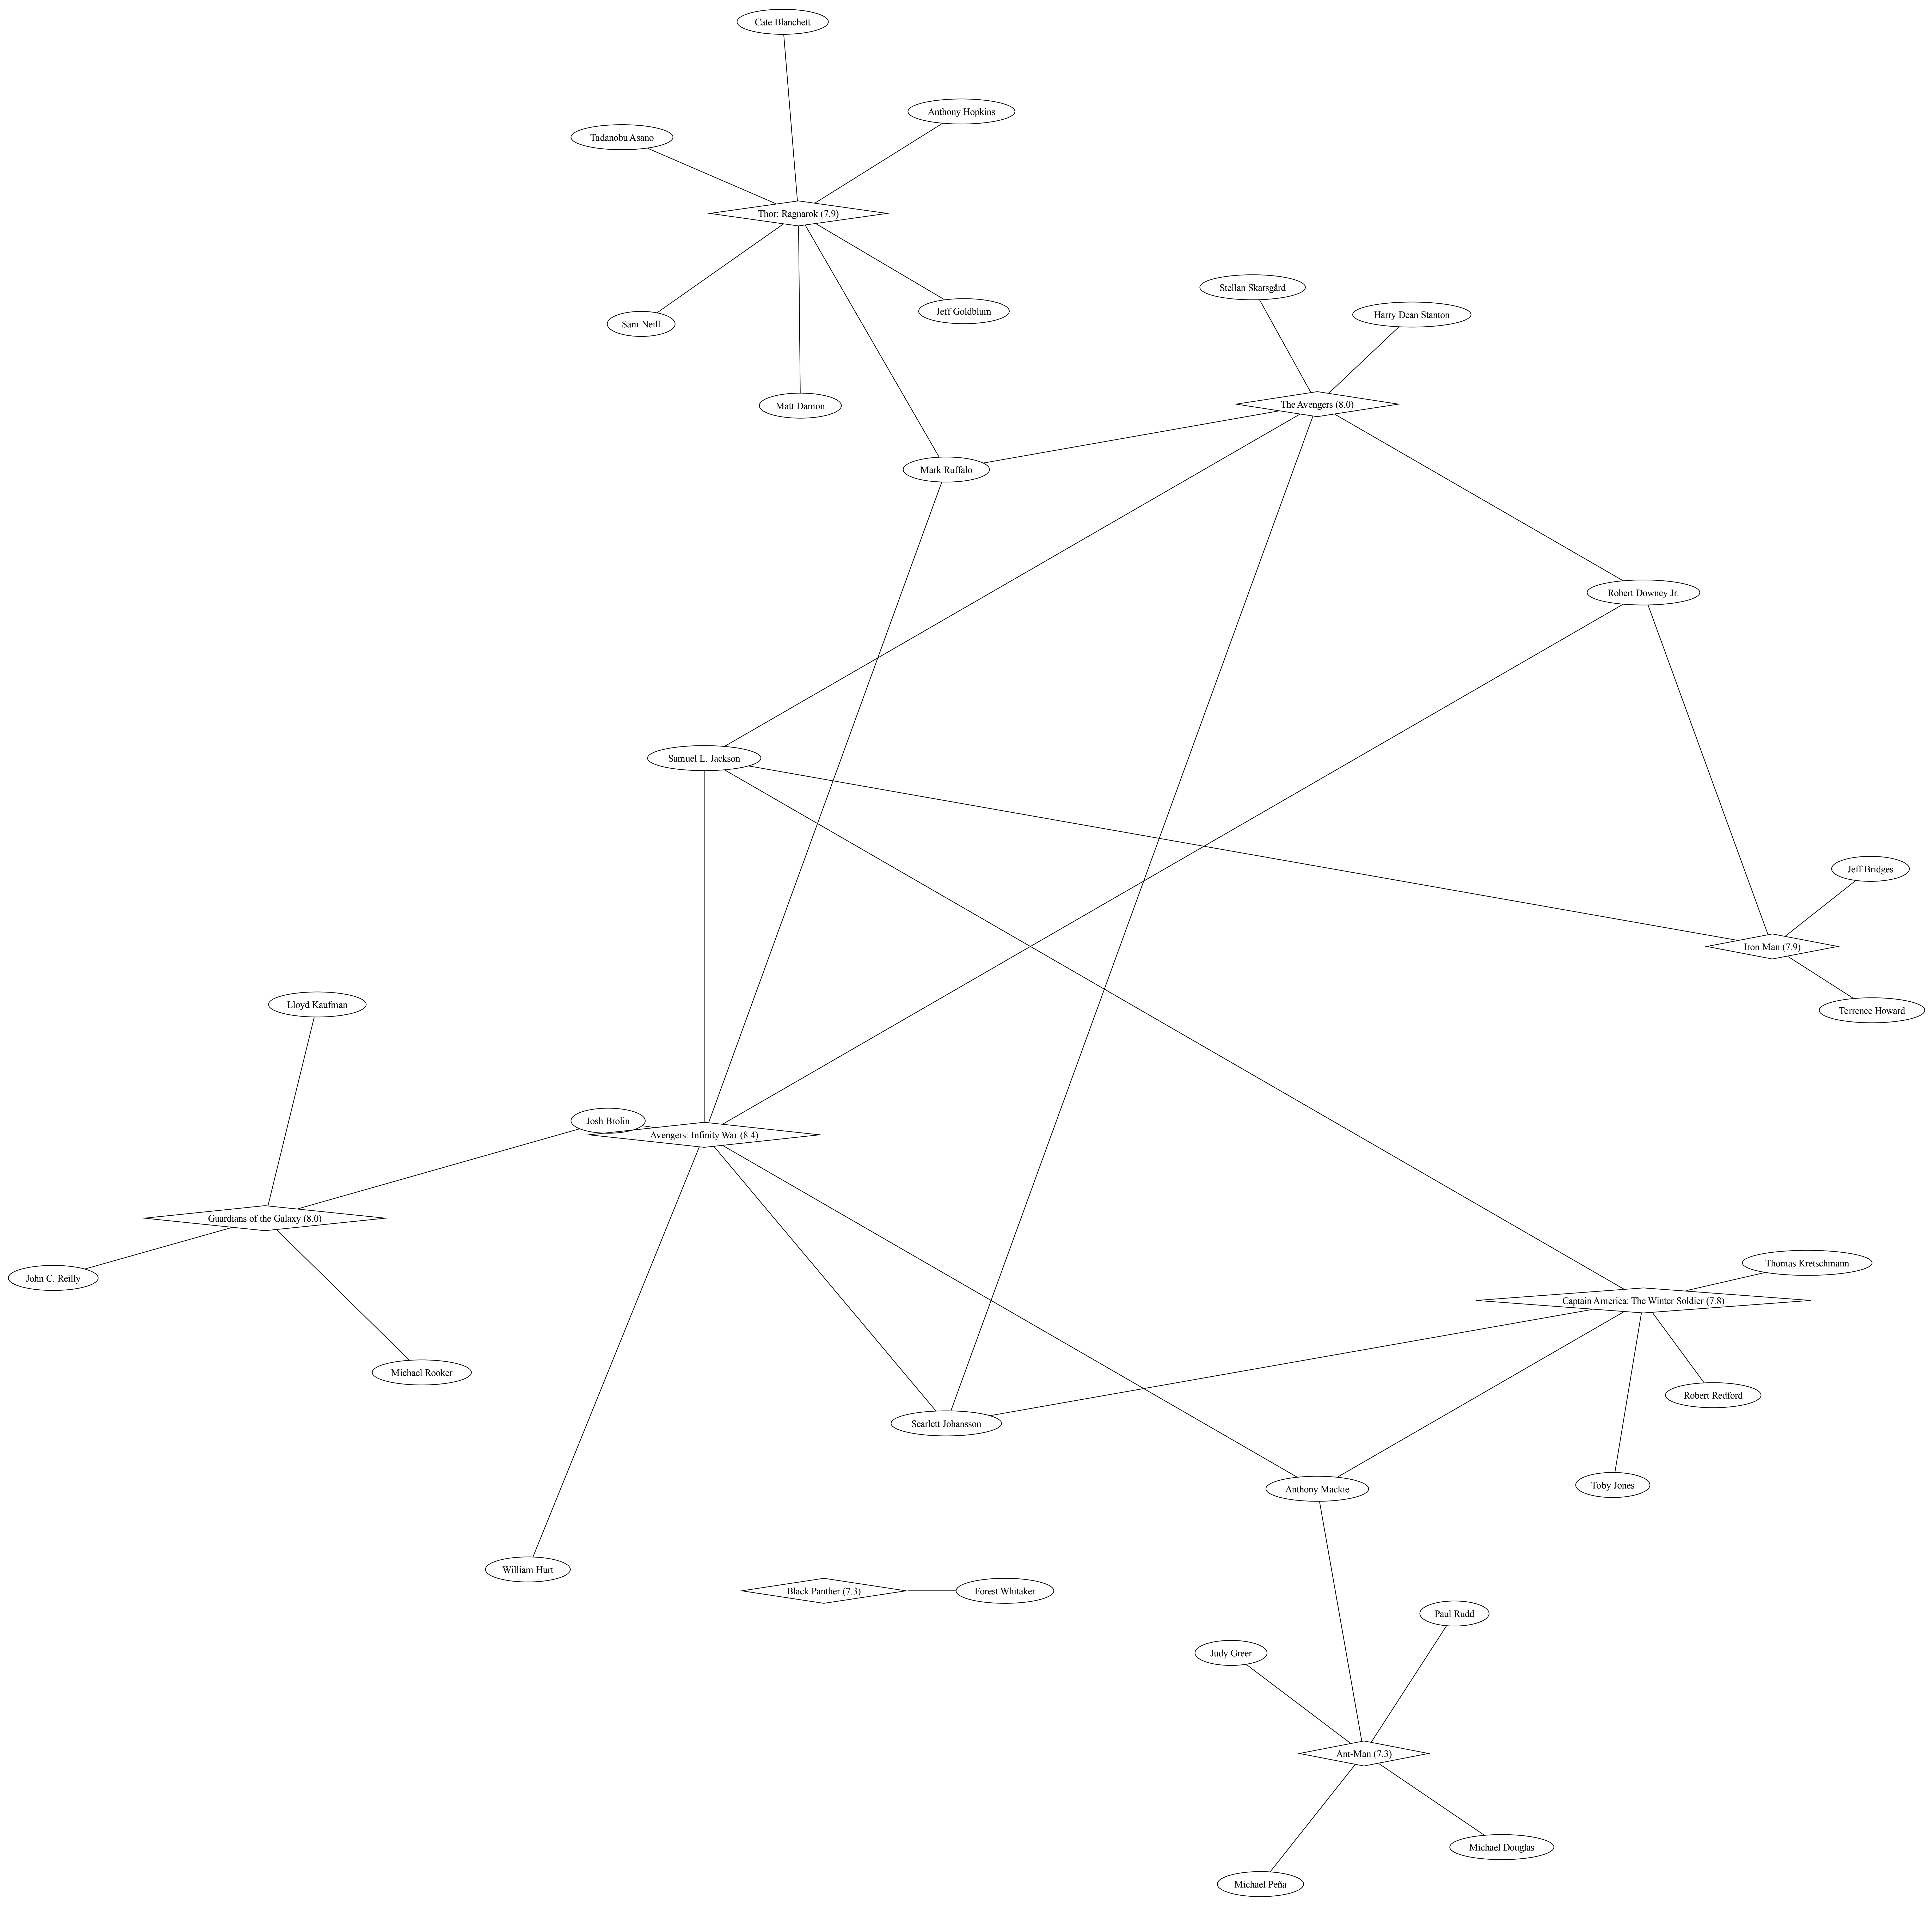 Cate Blanchett
Anthony Hopkins
Tadanobu Asano
Thor: Ragnarok (7.9)
Stellan Skarsgård
Jeff Goldblum
Harry Dean Stanton
Sam Neill
The Avengers (8.0)
Matt Damon
Mark Ruffalo
Robert Downey Jr.
Samuel L. Jackson
Jeff Bridges
Iron Man (7.9)
Lloyd Kaufman
Terrence Howard
Josh Brolin
Avengers: Infinity War (8.4)
Guardians of the Galaxy (8.0)
Thomas Kretschmann
John C. Reilly
Captain America: The Winter Soldier (7.8)
Michael Rooker
Robert Redford
Scarlett Johansson
Toby Jones
Anthony Mackie
William Hurt
Black Panther (7.3)
Forest Whitaker
Paul Rudd
Judy Greer
Ant-Man (7.3)
Michael Douglas
Michael Peña